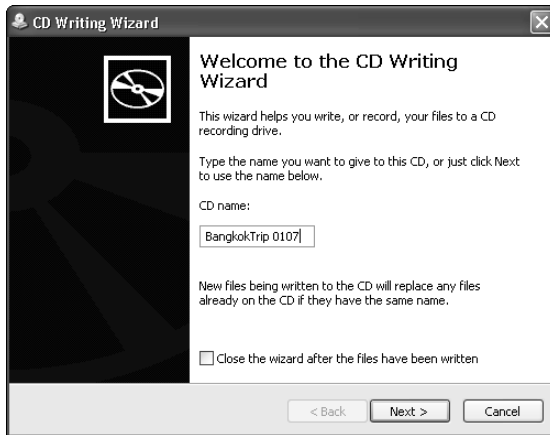 CD Writing Wizard
Welcome to the CD Writing
Wizard
This wizard helps you write, or record, your files to a CD
recording drive.
Type the name you want to give to this CD, or just click Next
to use the name below.
CD name:
BangkokTrip 0107
New files being written to the CD will replace any files
already on the CD if they have the same name.
Close the wizard after the files have been written
< Back Next > Cancel